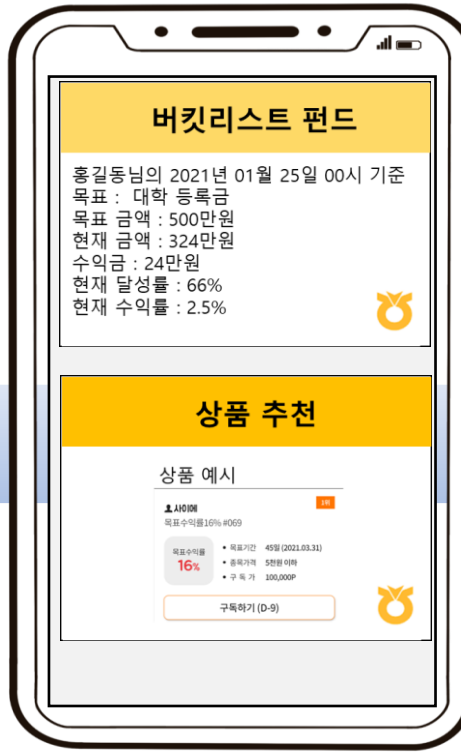 버킷리스트 펀드
홍길동님의 2021년 01월 25일 00시 기준
목표 : 대학 등록금
목표 금액 : 500만원
현재 금액 : 324만원
수익금 : 24만원
현재 달성률 : 66%
현재 수익률 : 2.5%
상품 추천
상품 예시
사이에
1위
목표수익률16% #069
목표수익률
16%
• 목표기간 45일 (2021.03.31)
• 종목가격 5천원 이하
• 구 독 가 100,000P
구독하기 (D-9)